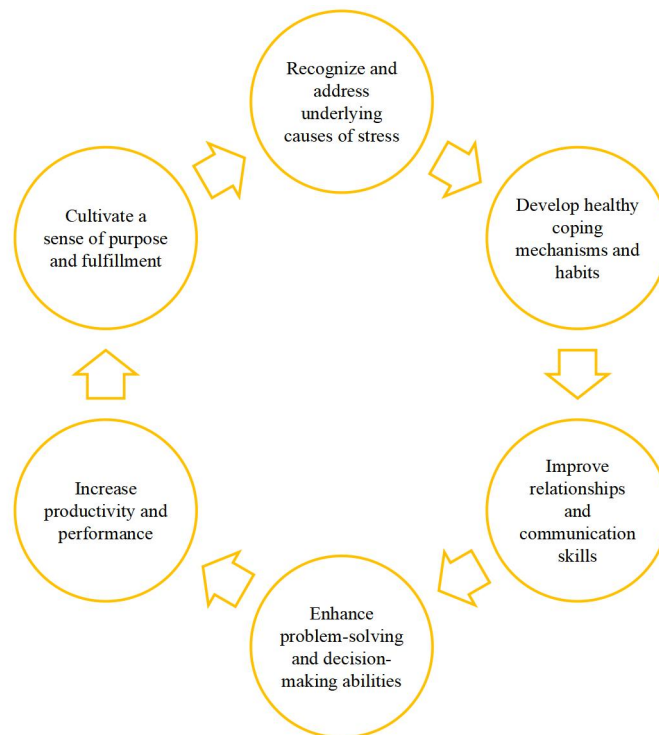 Recognize and
address
underlying
causes of stress
Develop healthy
coping
mechanisms and
habits
Improve
relationships
and
communication
skills
Enhance
problem-solving
and decision-
making abilities
Increase
productivity and
performance
Cultivate a
sense of purpose
and fulfillment